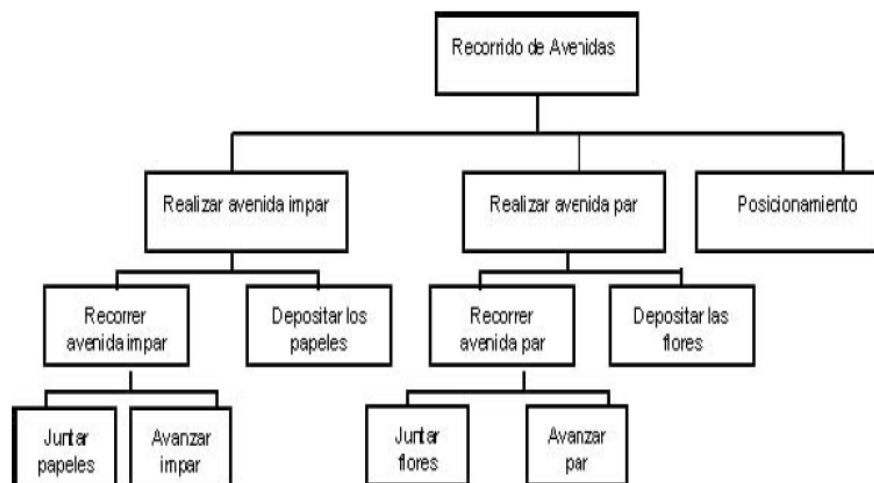 Recorrido de Avenidas
Realizar avenida impar
Realizar avenida par
Posicionamiento
Recorrer
avenida impar
Depositar los
papeles
Recorrer
avenida par
Depositar las
flores
Juntar
papeles
Avanzar
impar
Juntar
flores
Avanzar
par